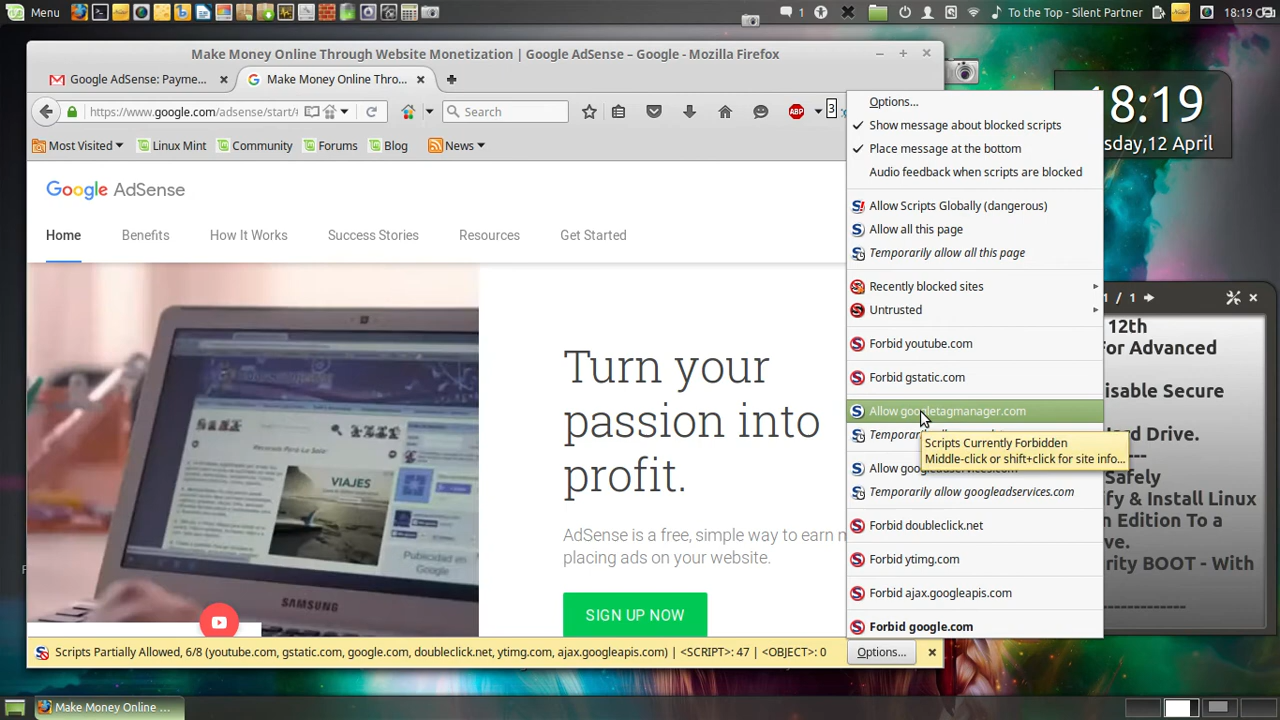 Menu
1
To the Top - Silent Partner
18:19
Make Money Online Through Website Monetization | Google AdSense – Google - Mozilla Firefox
Google AdSense: Payme...
Make Money Online Thro...
https://www.google.com/adsense/start/
Search
ABP
3
Most Visited
Linux Mint
Community
Forums
Blog
News
18:19
sday,12 April
Google AdSense
Home
Benefits
How It Works
Success Stories
Resources
Get Started
VIAJES
Publicidad en
Google
SAMSUNG
Turn your
passion into
profit.
AdSense is a free, simple way to earn m
placing ads on your website.
SIGN UP NOW
Options...
Show message about blocked scripts
Place message at the bottom
Audio feedback when scripts are blocked
Allow Scripts Globally (dangerous)
Allow all this page
Temporarily allow all this page
Recently blocked sites
Untrusted
Forbid youtube.com
Forbid gstatic.com
Allow googletagmanager.com
Scripts Currently Forbidden
Middle-click or shift+click for site info...
Temporarily allow googleadservices.com
Forbid doubleclick.net
Forbid ytimg.com
Forbid ajax.googleapis.com
Forbid google.com
1 / 1
12th
For Advanced
isable Secure
rd Drive.
Safely
fy & Install Linux
n Edition To a
ve.
rity BOOT - With
Scripts Partially Allowed, 6/8 (youtube.com, gstatic.com, google.com, doubleclick.net, ytimg.com, ajax.googleapis.com) | <SCRIPT>: 47 | <OBJECT>: 0
Options...
Make Money Online ...